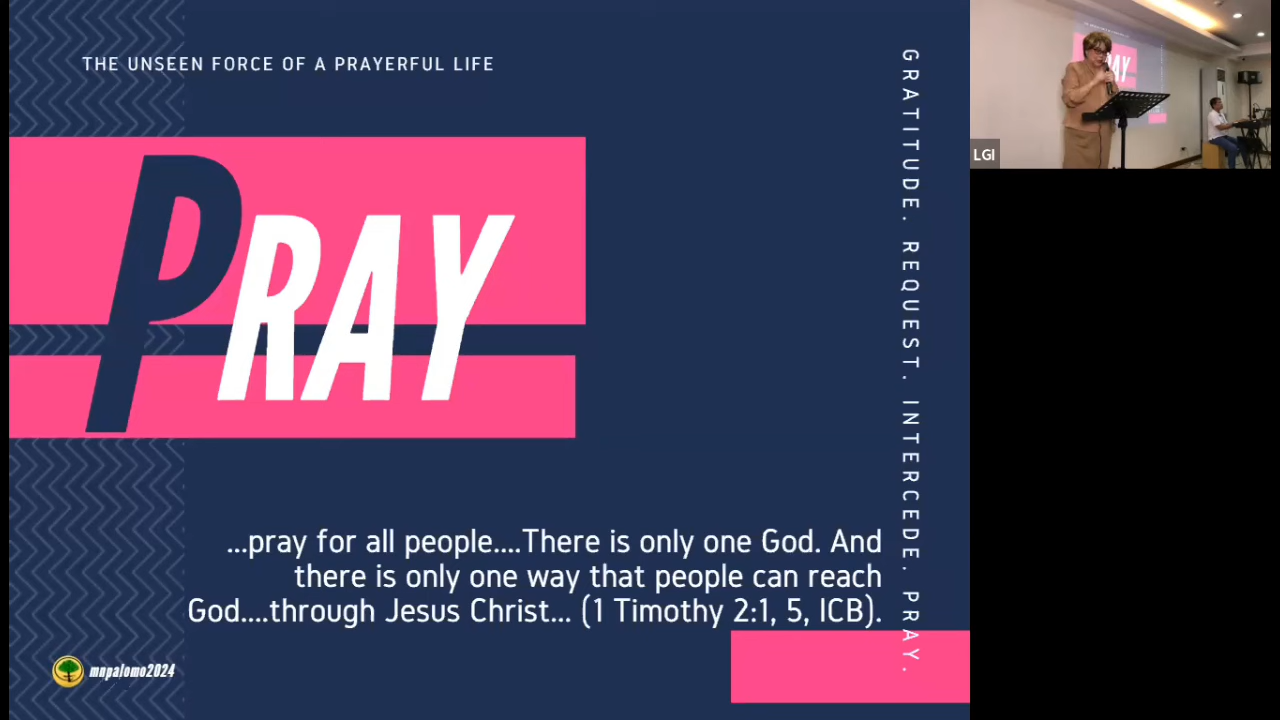 THE UNSEEN FORCE OF A PRAYERFUL LIFE
PRAY
GRATITUDE. REQUEST. INTERCEDE. PRAY.
...pray for all people....There is only one God. And
there is only one way that people can reach
God....through Jesus Christ... (1 Timothy 2:1, 5, ICB).
mnpalomo2024
LGI